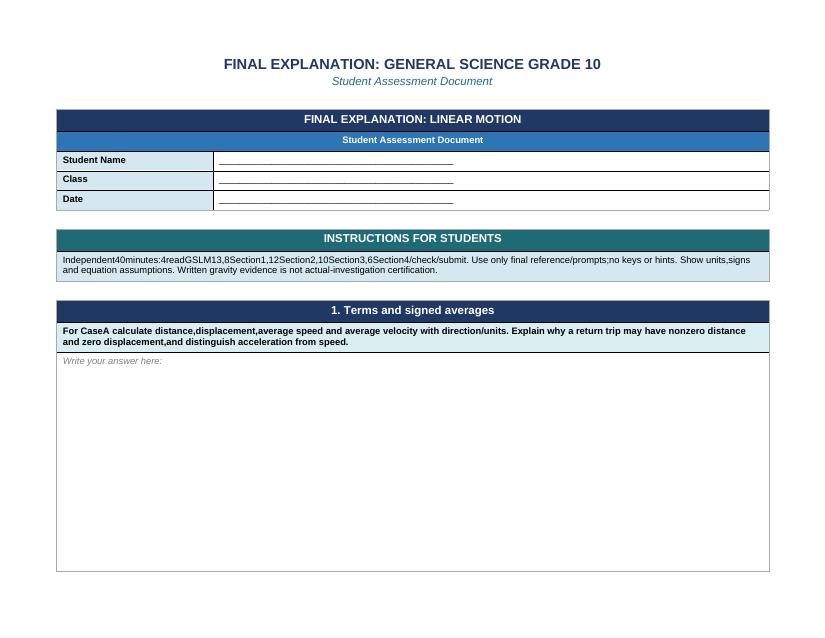 FINAL EXPLANATION: GENERAL SCIENCE GRADE 10
Student Assessment Document
FINAL EXPLANATION: LINEAR MOTION
Student Assessment Document
Student Name ____________________________________________
Class ____________________________________________
Date ____________________________________________
INSTRUCTIONS FOR STUDENTS
Independent40minutes:4readGSLM13,8Section1,12Section2,10Section3,6Section4/check/submit. Use only final reference/prompts;no keys or hints. Show units,signs
and equation assumptions. Written gravity evidence is not actual-investigation certification.
1. Terms and signed averages
For CaseA calculate distance,displacement,average speed and average velocity with direction/units. Explain why a return trip may have nonzero distance
and zero displacement,and distinguish acceleration from speed.
Write your answer here: